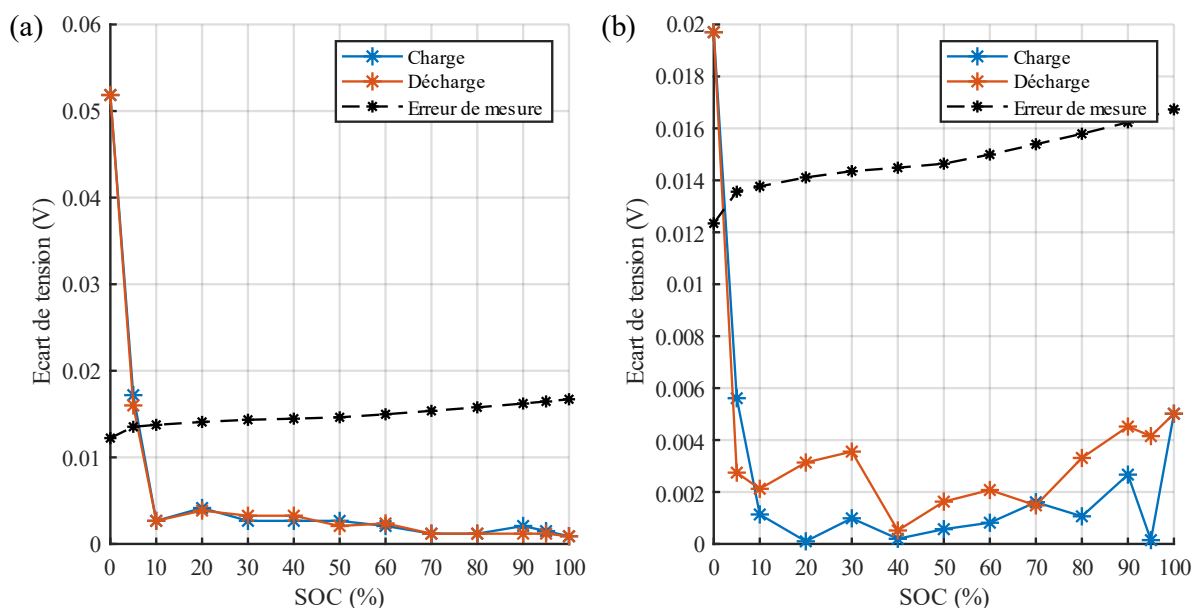 (a)
0.06
0.05
0.04
0.03
0.02
0.01
0
Ecart de tension (V)
Charge
Décharge
Erreur de mesure
0 10 20 30 40 50 60 70 80 90 100
SOC (%)
(b)
0.02
0.018
0.016
0.014
0.012
0.01
0.008
0.006
0.004
0.002
0
Ecart de tension (V)
Charge
Décharge
Erreur de mesure
0 10 20 30 40 50 60 70 80 90 100
SOC (%)